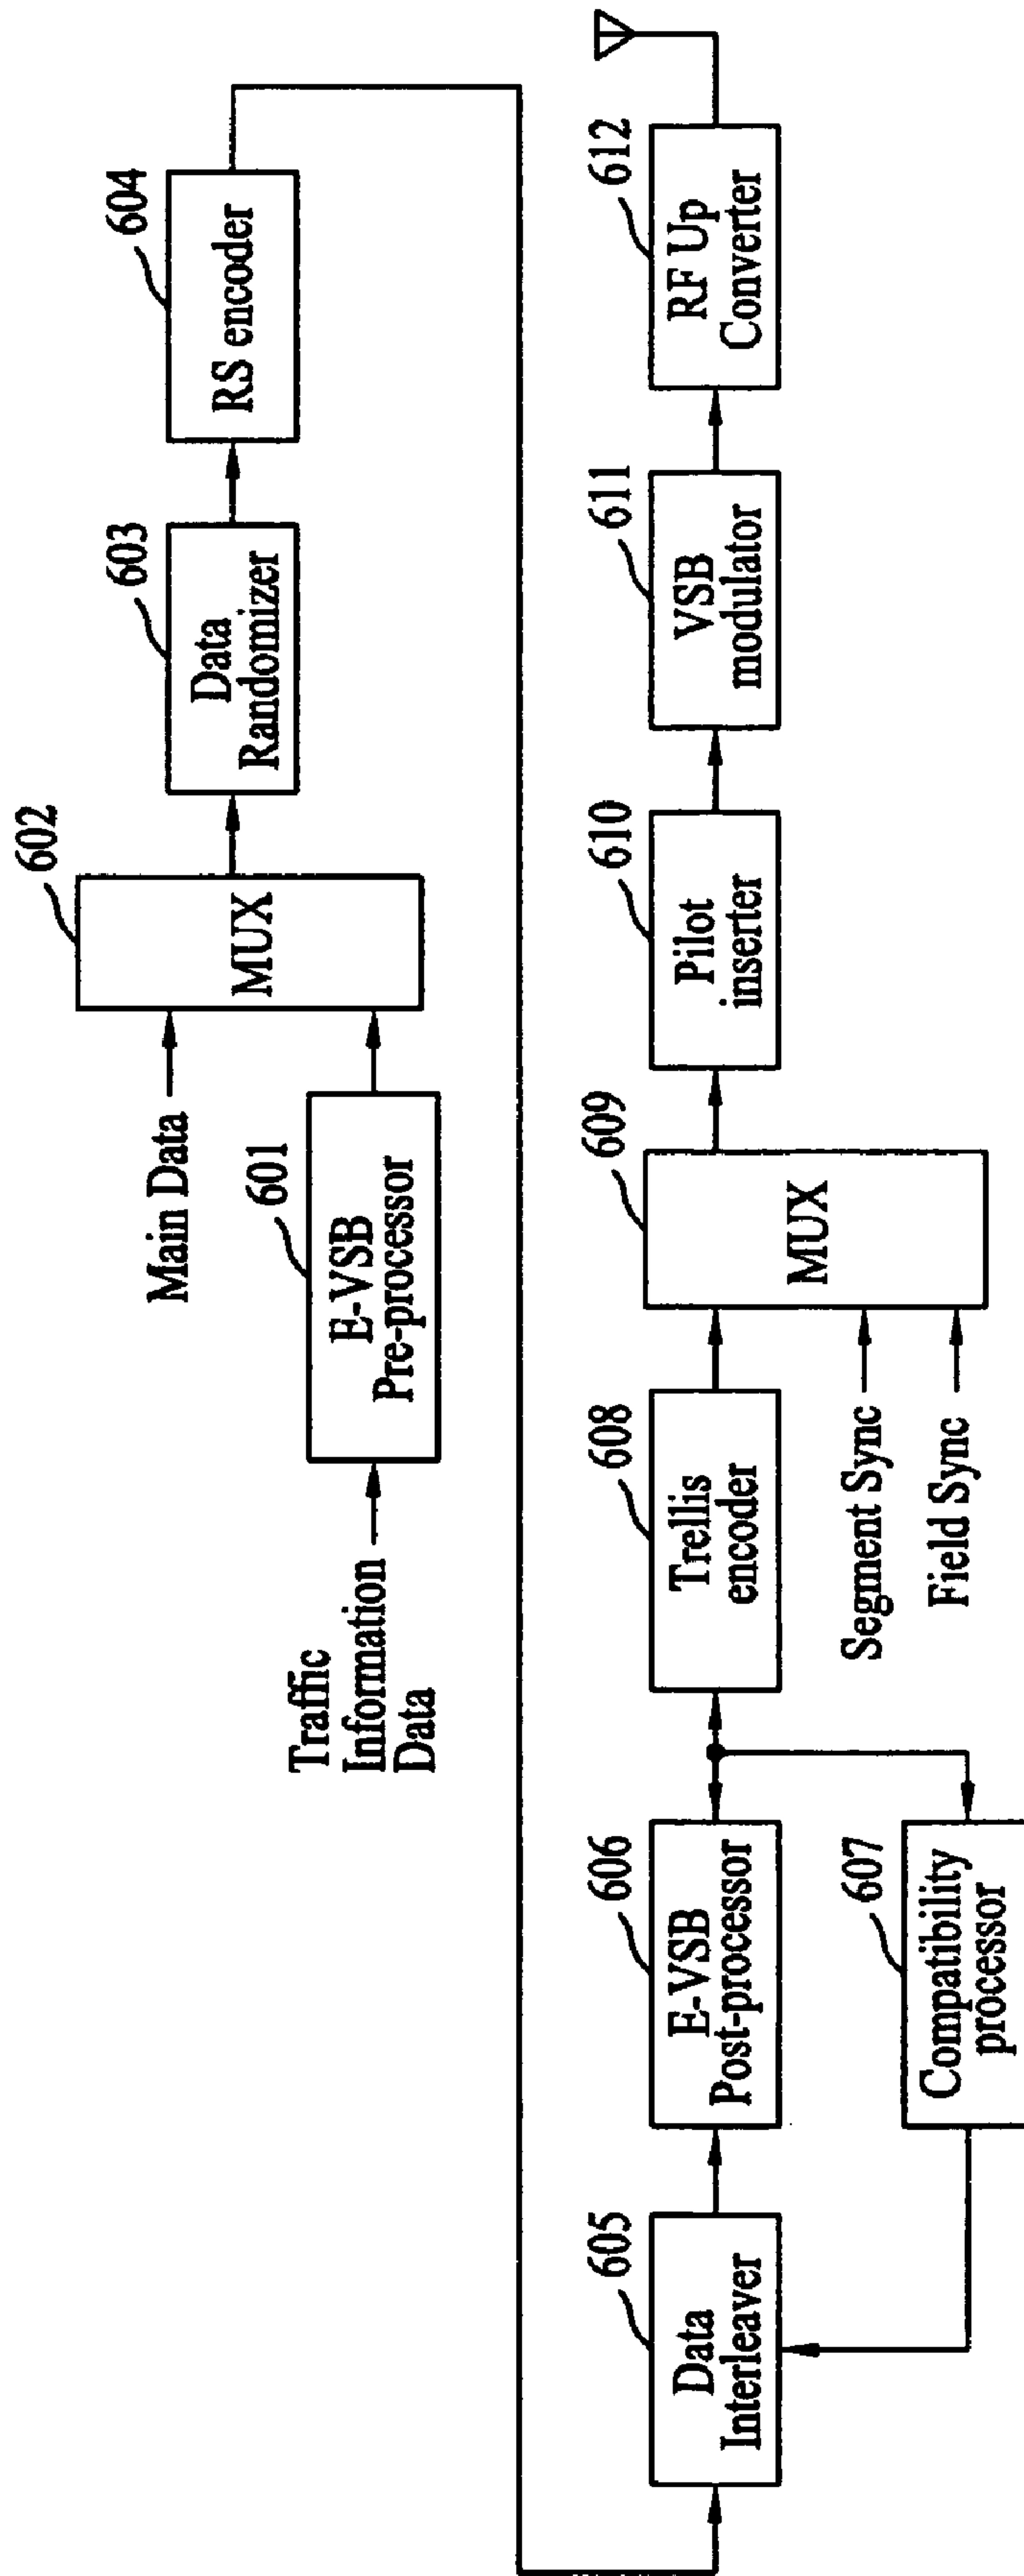 602
603
604
Main Data
MUX
Data
Randomizer
RS encoder
601
Traffic
Information
Data
E-VSB
Pre-processor
605
606
608
609
610
611
612
Data
Interleaver
E-VSB
Post-processor
Trellis
encoder
MUX
Pilot
inserter
VSB
modulator
RF Up
Converter
607
Segment Sync
Field Sync
Compatibility
processor